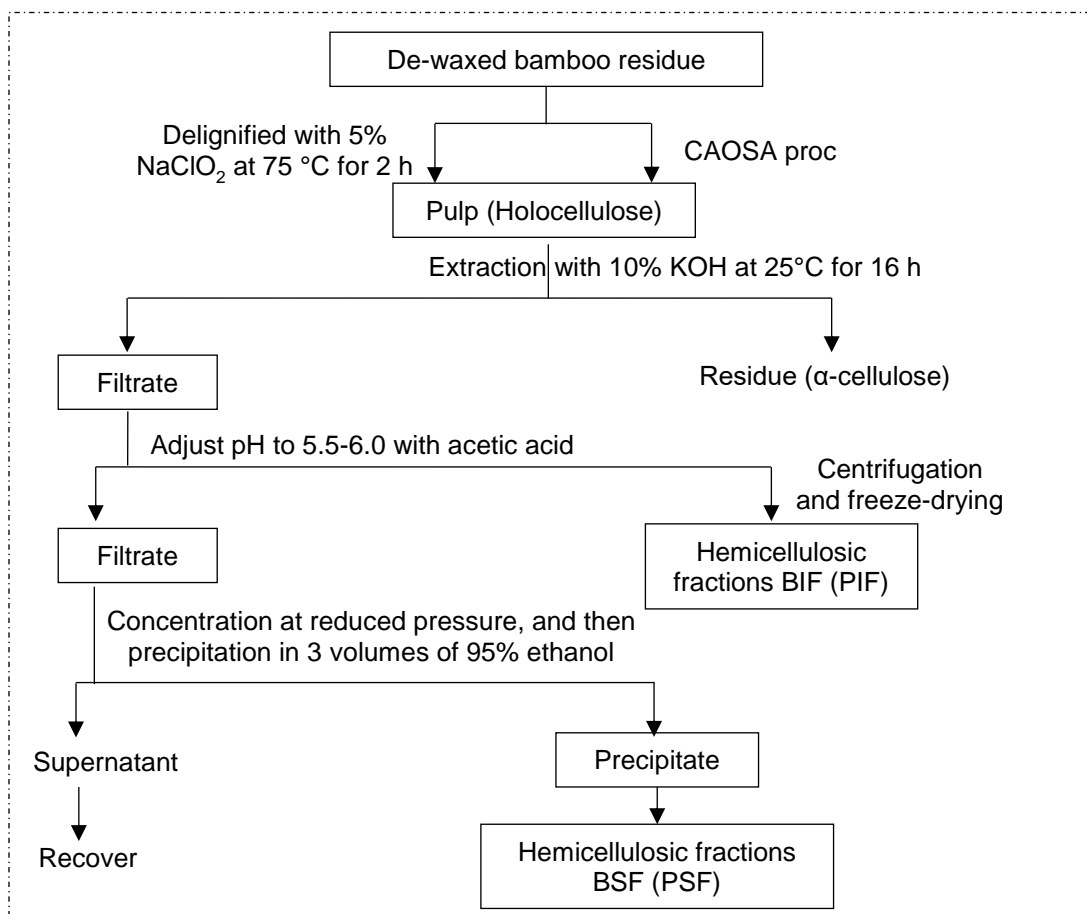 De-waxed bamboo residue
Delignified with 5%
NaClO₂ at 75 °C for 2 h
CAOSA proc
Pulp (Holocellulose)
Extraction with 10% KOH at 25°C for 16 h
Filtrate
Residue (α-cellulose)
Adjust pH to 5.5-6.0 with acetic acid
Centrifugation
and freeze-drying
Filtrate
Hemicellulosic
fractions BIF (PIF)
Concentration at reduced pressure, and then
precipitation in 3 volumes of 95% ethanol
Supernatant
Precipitate
Recover
Hemicellulosic fractions
BSF (PSF)